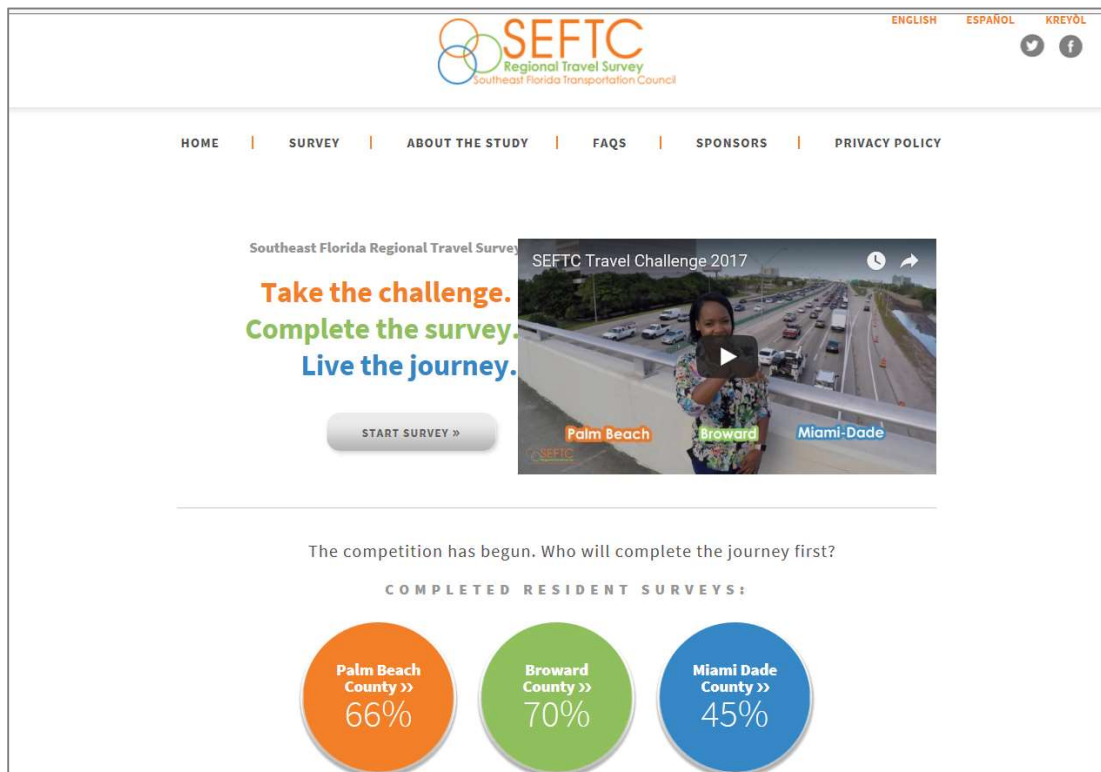 ENGLISH ESPAÑOL KREYÒL
SEFTC
Regional Travel Survey
Southeast Florida Transportation Council
HOME | SURVEY | ABOUT THE STUDY | FAQS | SPONSORS | PRIVACY POLICY
Southeast Florida Regional Travel Survey
Take the challenge.
Complete the survey.
Live the journey.
START SURVEY »
SEFTC Travel Challenge 2017
Palm Beach Broward Miami-Dade
SEFTC
The competition has begun. Who will complete the journey first?
COMPLETED RESIDENT SURVEYS:
Palm Beach
County »
66%
Broward
County »
70%
Miami Dade
County »
45%